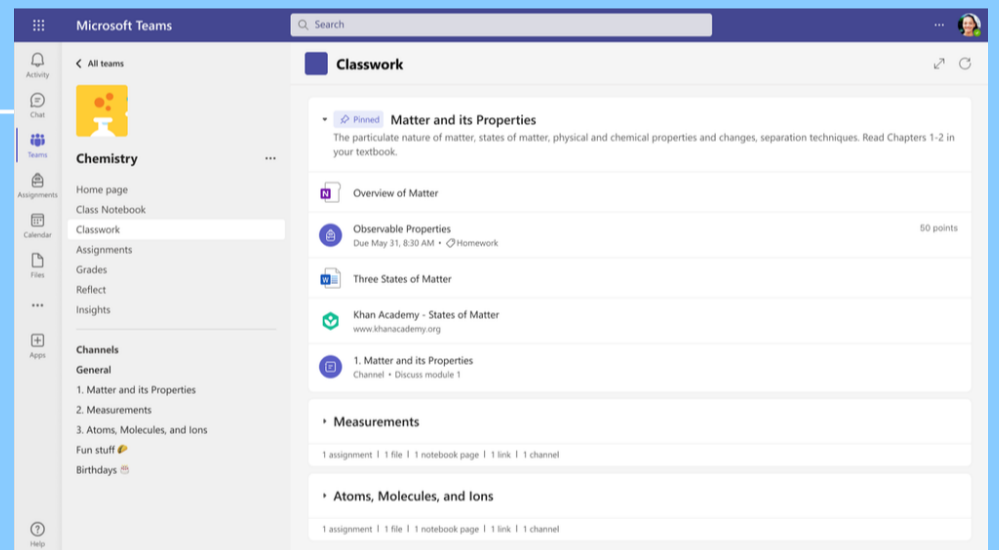 Microsoft Teams
Search
Activity
Chat
Teams
Assignments
Calendar
Files
Apps
Help
All teams
Chemistry
Home page
Class Notebook
Classwork
Assignments
Grades
Reflect
Insights
Channels
General
1. Matter and its Properties
2. Measurements
3. Atoms, Molecules, and Ions
Fun stuff 🌮
Birthdays 🎂
Classwork
Pinned Matter and its Properties
The particulate nature of matter, states of matter, physical and chemical properties and changes, separation techniques. Read Chapters 1-2 in
your textbook.
N Overview of Matter
Observable Properties 50 points
Due May 31, 8:30 AM • Homework
W Three States of Matter
Khan Academy - States of Matter
www.khanacademy.org
1. Matter and its Properties
Channel • Discuss module 1
Measurements
1 assignment | 1 file | 1 notebook page | 1 link | 1 channel
Atoms, Molecules, and Ions
1 assignment | 1 file | 1 notebook page | 1 link | 1 channel